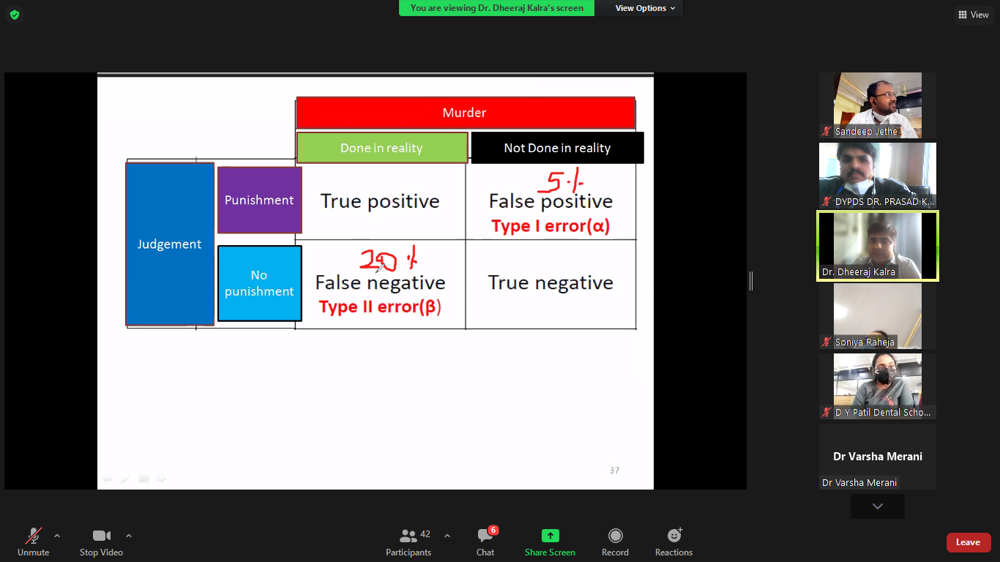 You are viewing Dr. Dheeraj Kalra's screen
View Options
View
Murder
Done in reality
Not Done in reality
Judgement
Punishment
True positive
5%
False positive
Type I error(α)
No
punishment
20%
False negative
Type II error(β)
True negative
37
Sandeep Jethe
DYPDS DR. PRASAD K...
Dr. Dheeraj Kalra
Soniya Raheja
D Y Patil Dental Scho...
Dr Varsha Merani
Dr Varsha Merani
Unmute
Stop Video
42
Participants
6
Chat
Share Screen
Record
Reactions
Leave